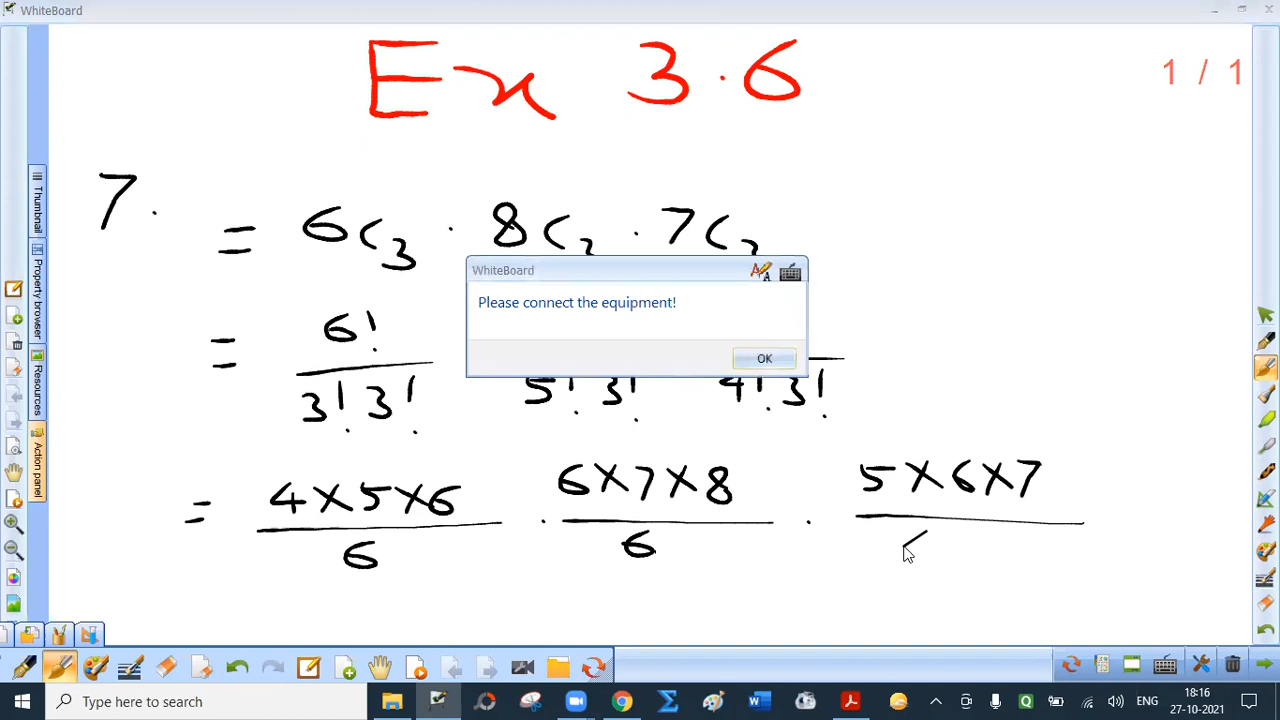 WhiteBoard
Ex 3.6
1 / 1
7.
= 6C3 · 8C3 · 7C3
WhiteBoard
Please connect the equipment!
OK
= 6!
3! 3! 5! 3! 4! 3!
= 4×5×6 · 6×7×8 · 5×6×7
6 6
Thumbnail
Property browser
Resources
Action panel
Type here to search
ENG
18:16
27-10-2021